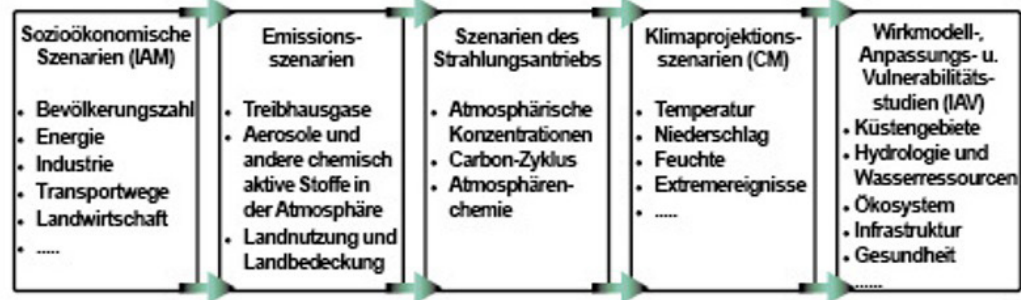 Sozioökonomische
Szenarien (IAM)
• Bevölkerungszahl
• Energie
• Industrie
• Transportwege
• Landwirtschaft
• .....
Emissions-
szenarien
• Treibhausgase
• Aerosole und
andere chemisch
aktive Stoffe in
der Atmosphäre
• Landnutzung und
Landbedeckung
Szenarien des
Strahlungsantriebs
• Atmosphärische
Konzentrationen
• Carbon-Zyklus
• Atmosphären-
chemie
Klimaprojektions-
szenarien (CM)
• Temperatur
• Niederschlag
• Feuchte
• Extremereignisse
• .....
Wirkmodell-,
Anpassungs- u.
Vulnerabilitäts-
studien (IAV)
• Küstengebiete
• Hydrologie und
Wasserressourcen
• Ökosystem
• Infrastruktur
• Gesundheit
......